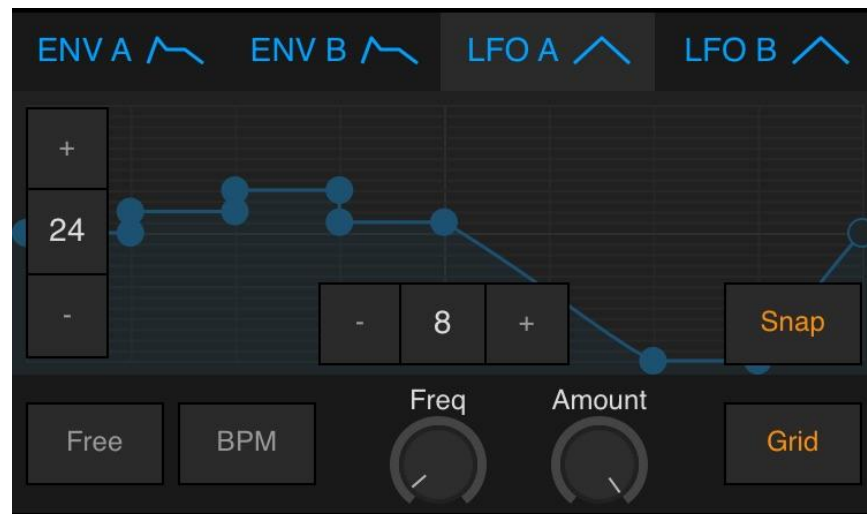 ENV A ENV B LFO A LFO B
+
24
-
- 8 +
Snap
Freq Amount
Free BPM Grid